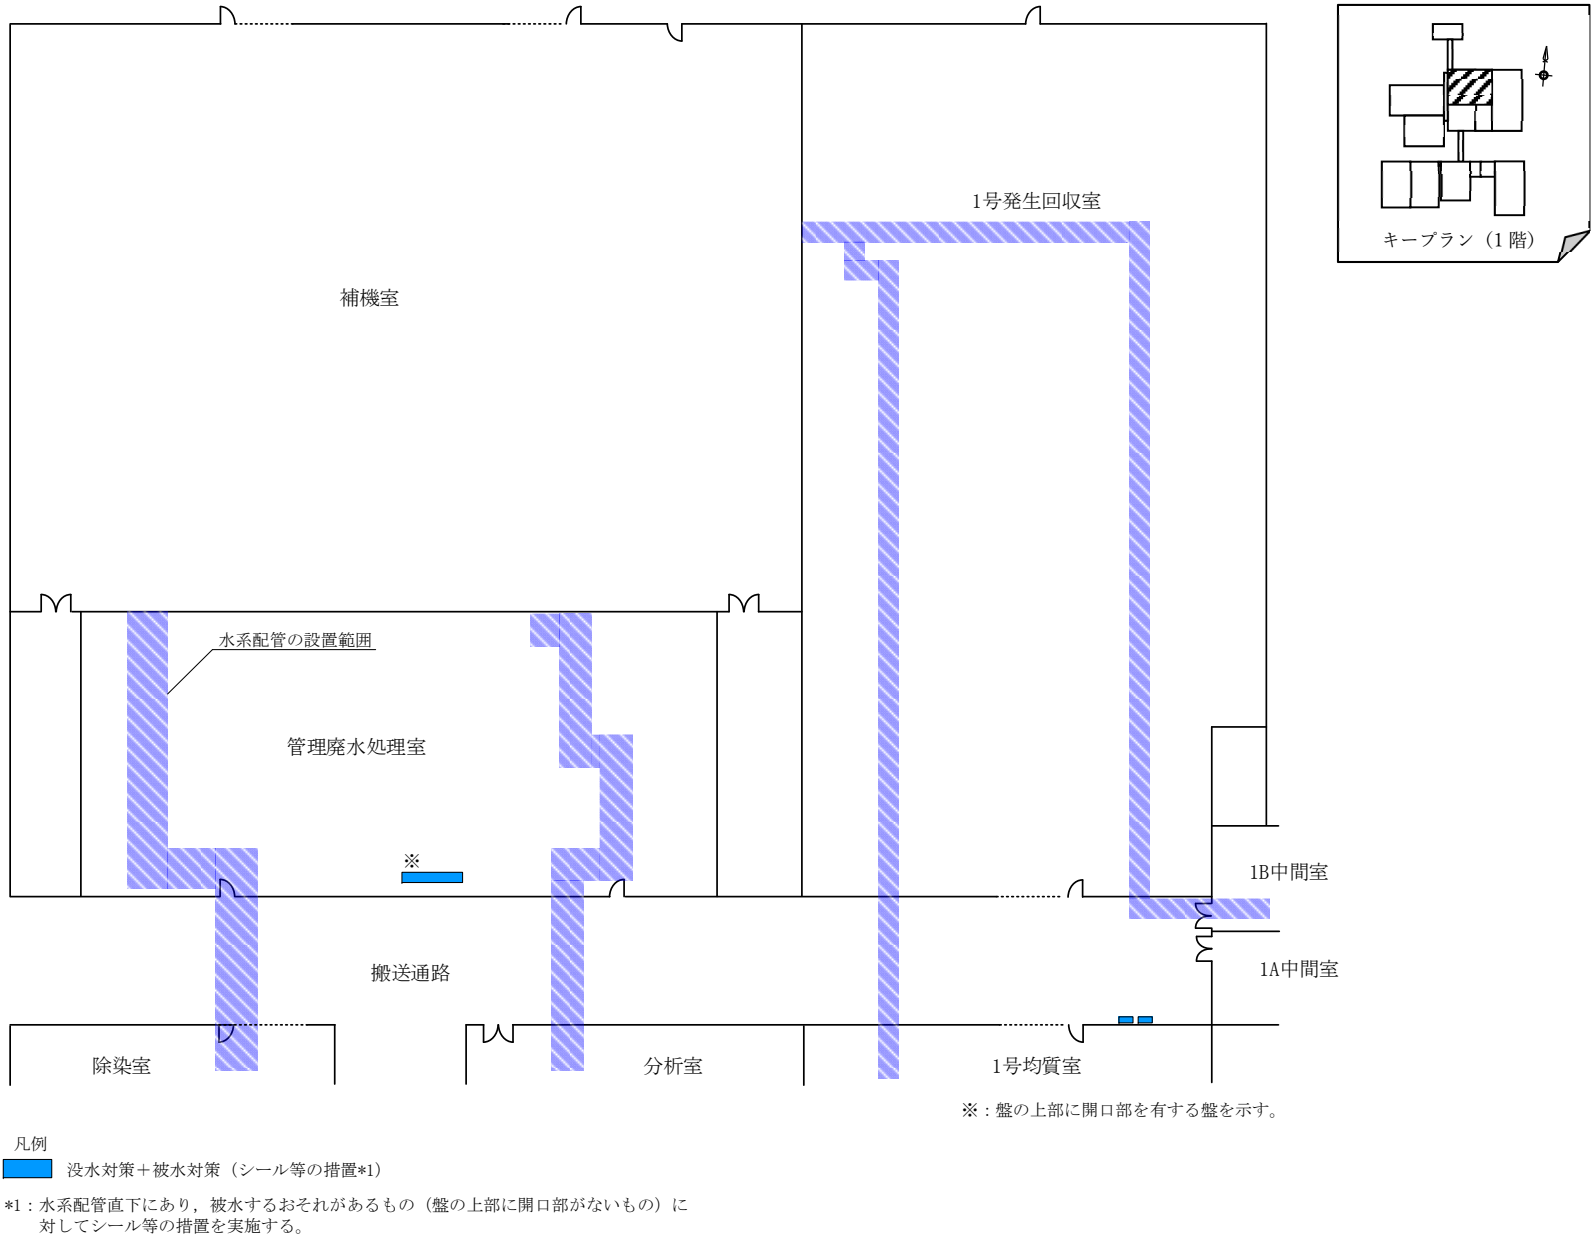 1号発生回収室
キープラン（1 階）
補機室
水系配管の設置範囲
管理廃水処理室
※
1B中間室
搬送通路
1A中間室
除染室
分析室
1号均質室
※：盤の上部に開口部を有する盤を示す。
凡例
没水対策＋被水対策（シール等の措置*1）
*1：水系配管直下にあり，被水するおそれがあるもの（盤の上部に開口部がないもの）に
対してシール等の措置を実施する。